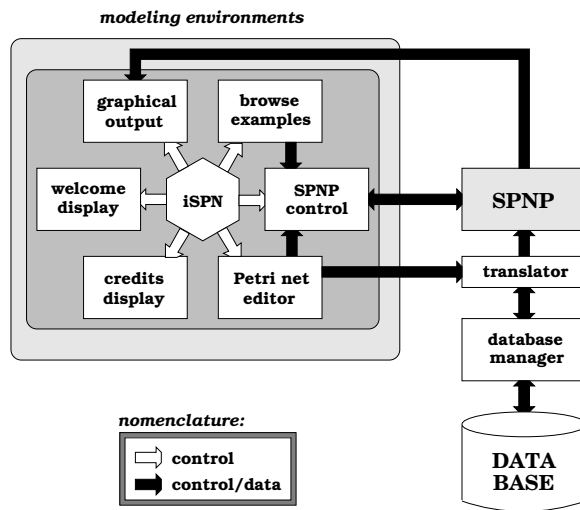 modeling environments
graphical
output
browse
examples
welcome
display
iSPN
SPNP
control
SPNP
credits
display
Petri net
editor
translator
database
manager
nomenclature:
control
control/data
DATA
BASE